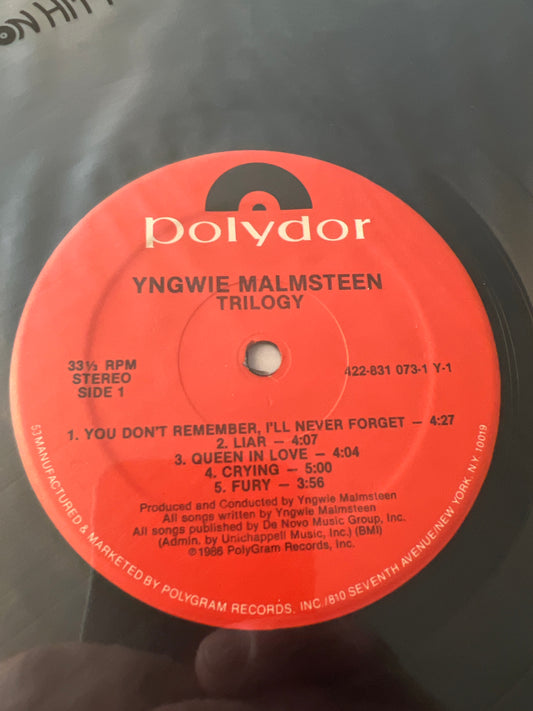 ON HIM
polydor
YNGWIE MALMSTEEN
TRILOGY
33⅓ RPM
STEREO
SIDE 1
422-831 073-1 Y-1
1. YOU DON'T REMEMBER, I'LL NEVER FORGET — 4:27
2. LIAR — 4:07
3. QUEEN IN LOVE — 4:04
4. CRYING — 5:00
5. FURY — 3:56
Produced and Conducted by Yngwie Malmsteen
All songs written by Yngwie Malmsteen
All songs published by De Novo Music Group, Inc.
(Admin. by Unichappell Music, Inc.) (BMI)
℗1986 PolyGram Records, Inc.
53 MANUFACTURED & MARKETED BY POLYGRAM RECORDS, INC./810 SEVENTH AVENUE/NEW YORK, N.Y. 10019